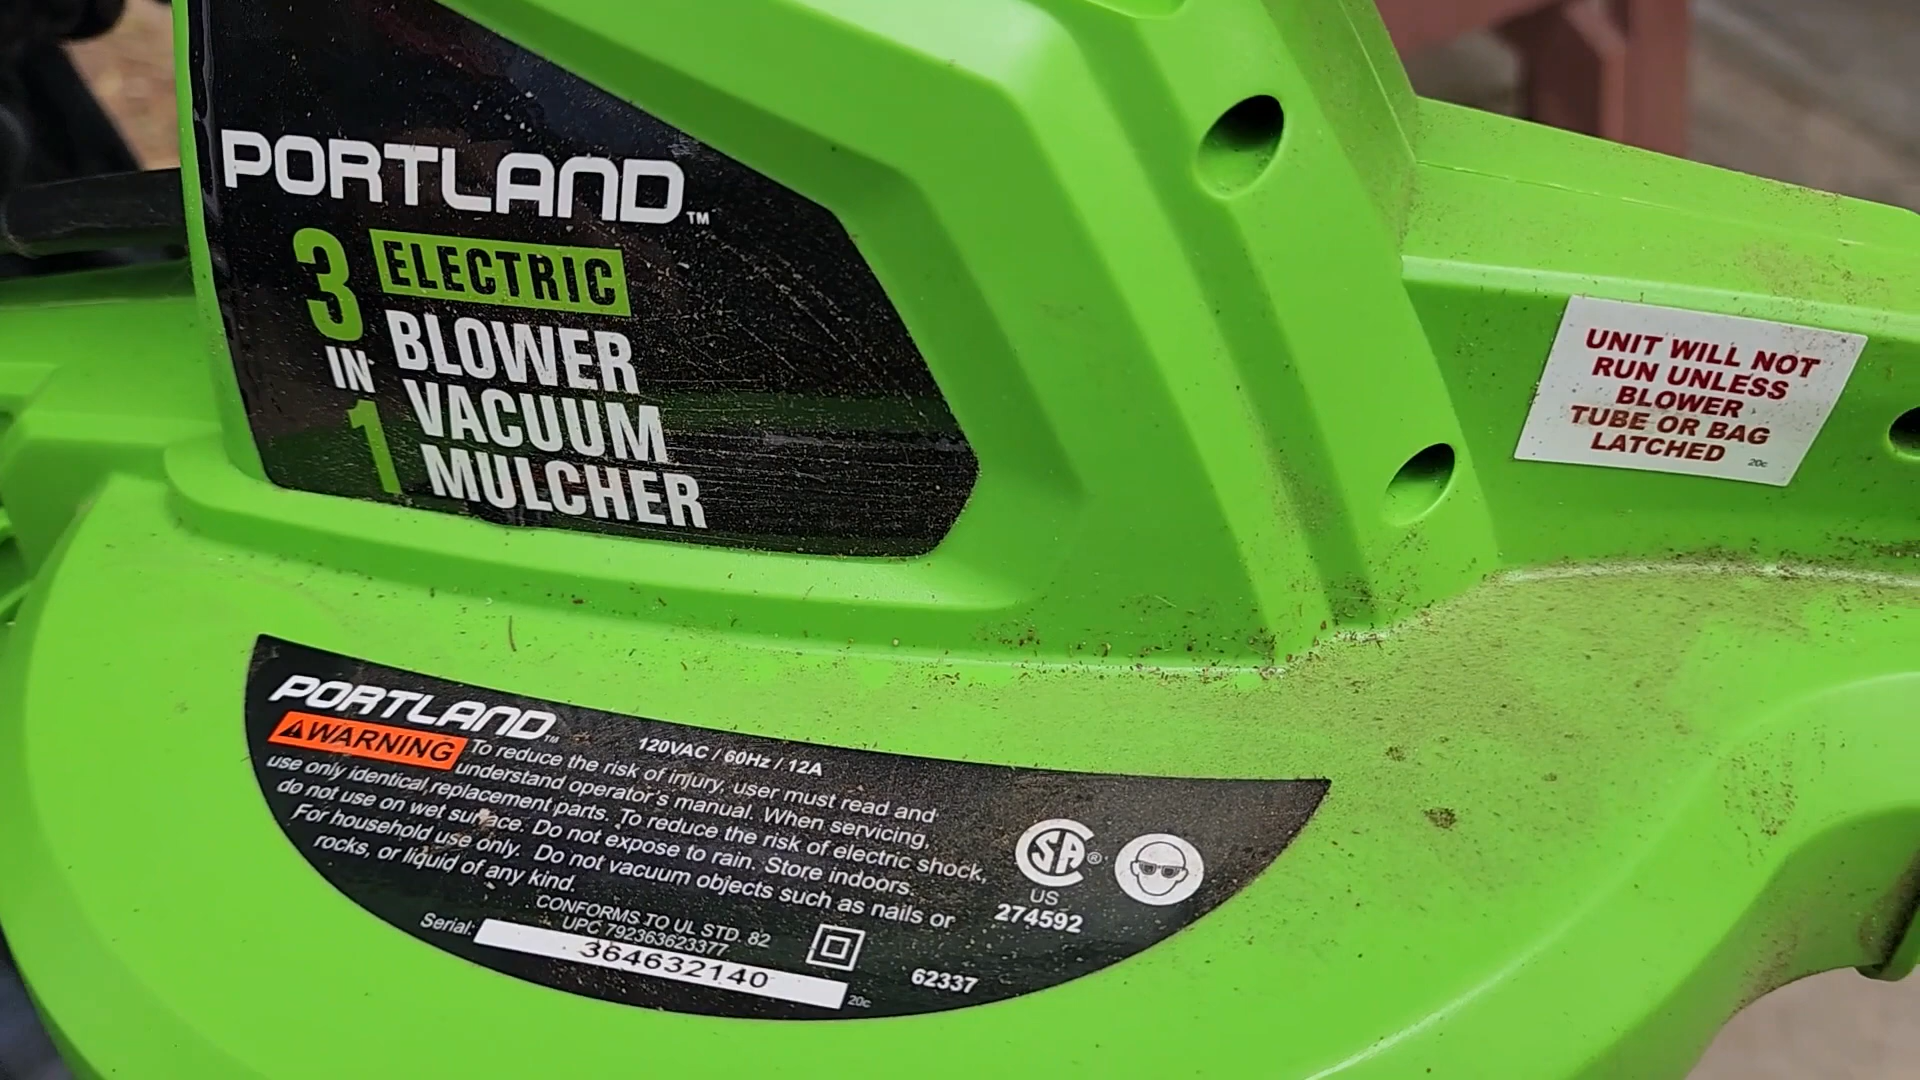 PORTLAND™
3 IN 1
ELECTRIC
BLOWER
VACUUM
MULCHER
UNIT WILL NOT
RUN UNLESS
BLOWER
TUBE OR BAG
LATCHED
20c
PORTLAND™
120VAC / 60Hz / 12A
WARNING To reduce the risk of injury, user must read and
understand operator's manual. When servicing,
use only identical replacement parts. To reduce the risk of electric shock,
do not use on wet surface. Do not expose to rain. Store indoors.
For household use only. Do not vacuum objects such as nails or
rocks, or liquid of any kind.
CONFORMS TO UL STD. 82
UPC 792363623377
Serial: 364632140
20c
62337
SA®
US
274592